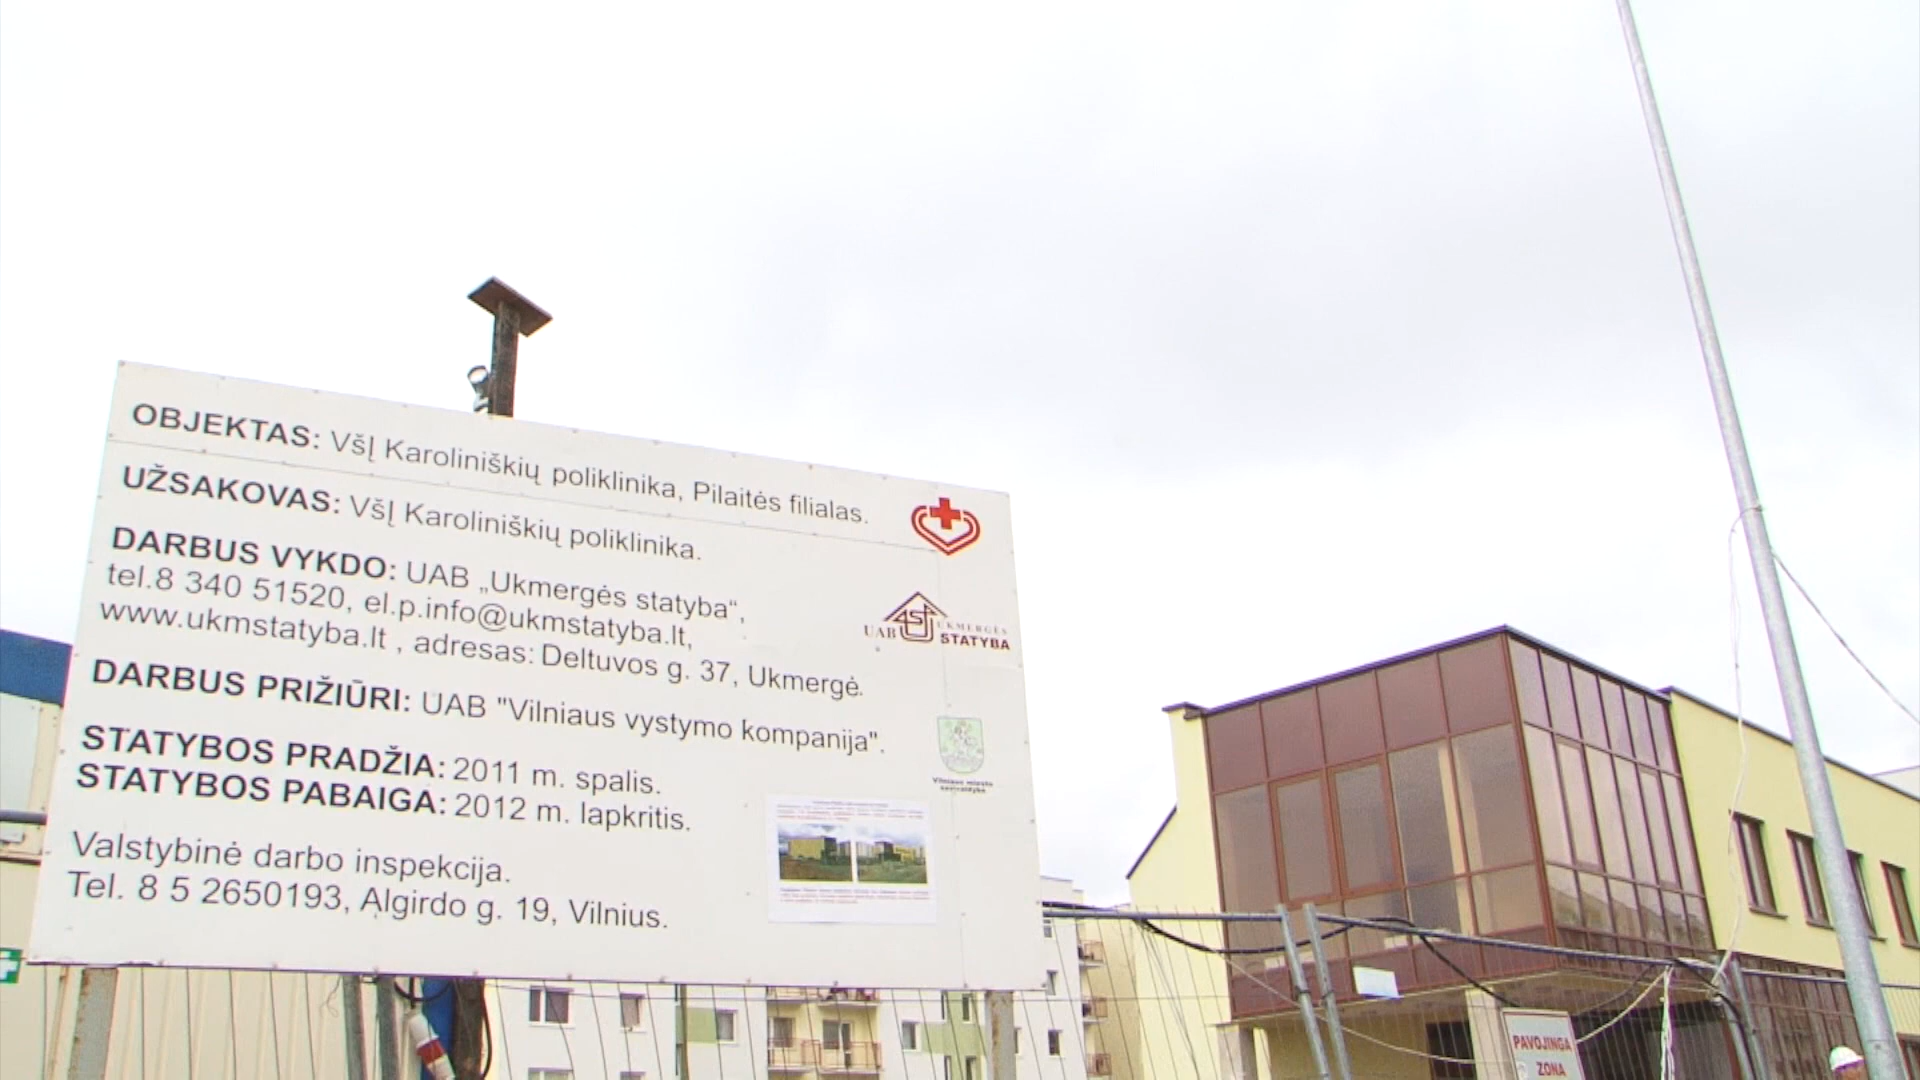 OBJEKTAS: VšĮ Karoliniškių poliklinika, Pilaitės filialas.
UŽSAKOVAS: VšĮ Karoliniškių poliklinika.
DARBUS VYKDO: UAB „Ukmergės statyba“,
tel.8 340 51520, el.p.info@ukmstatyba.lt,
www.ukmstatyba.lt , adresas: Deltuvos g. 37, Ukmergė.
DARBUS PRIŽIŪRI: UAB "Vilniaus vystymo kompanija".
STATYBOS PRADŽIA: 2011 m. spalis.
STATYBOS PABAIGA: 2012 m. lapkritis.
Valstybinė darbo inspekcija.
Tel. 8 5 2650193, Algirdo g. 19, Vilnius.
UAB UKMERGĖS
STATYBA
Vilniaus miesto
savivaldybė
PAVOJINGA
ZONA